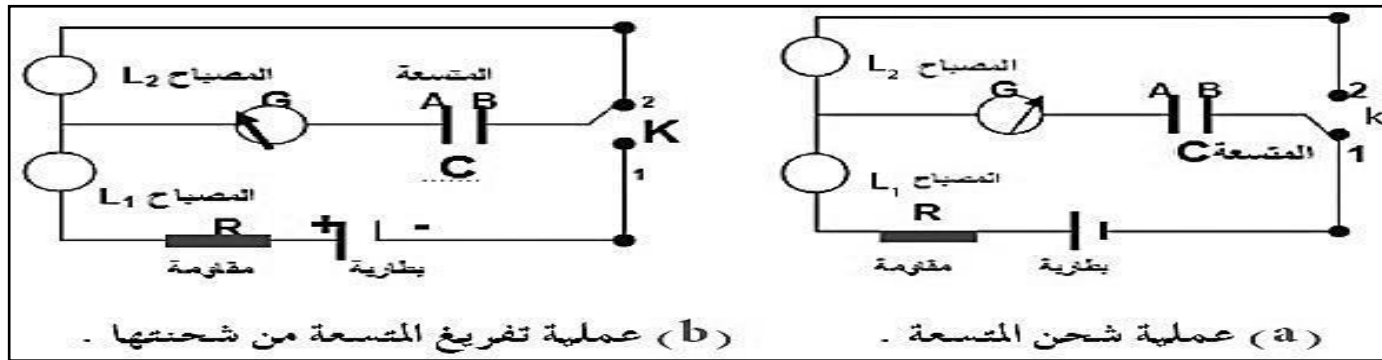 المصباح L2
G
A B
2
k
1
المتسعة C
المصباح L1
R
مقاومة
بطارية
(a) عملية شحن المتسعة .
المصباح L2
المتسعة
G
A B
2
K
1
C
المصباح L1
R
+ -
مقاومة
بطارية
(b) عملية تفريغ المتسعة من شحنتها .